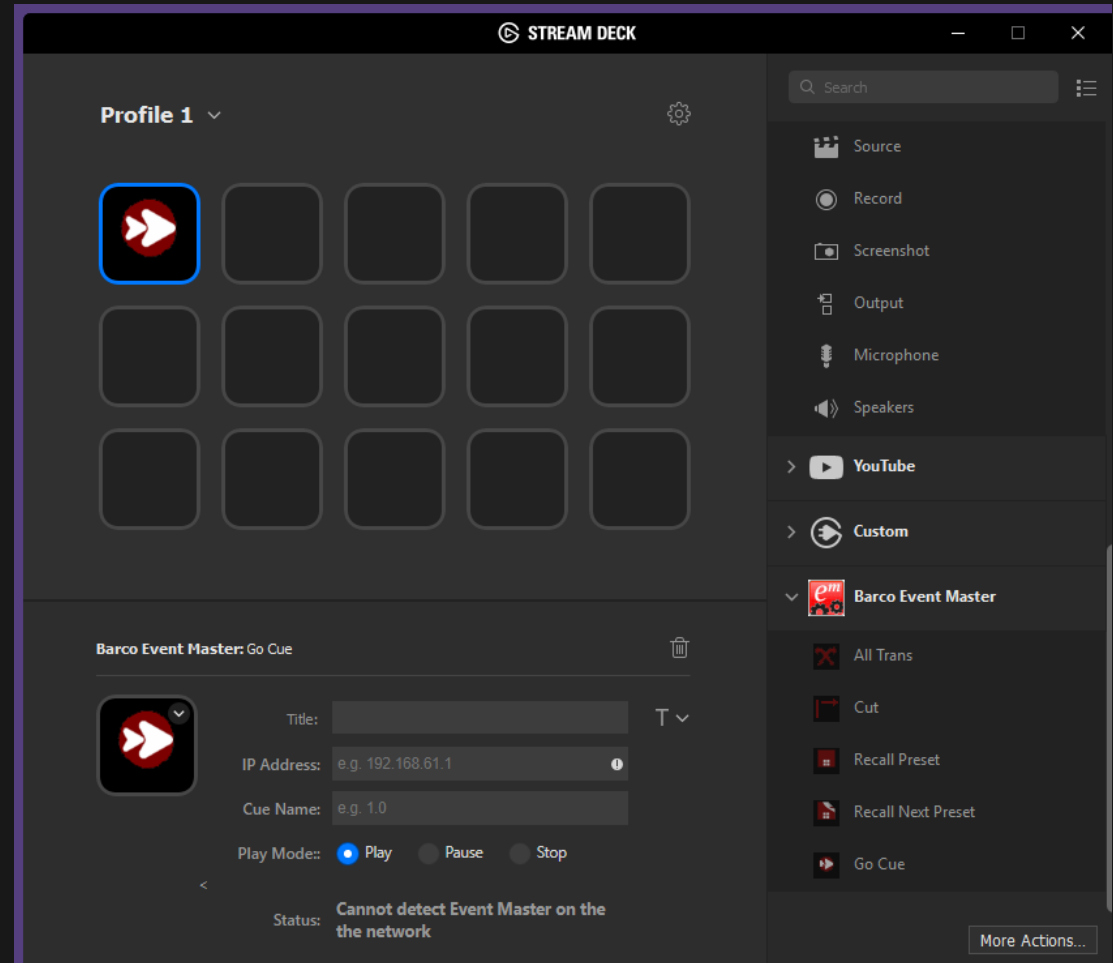 STREAM DECK
Profile 1
Search
Source
Record
Screenshot
Output
Microphone
Speakers
YouTube
Custom
em
Barco Event Master
All Trans
Cut
Recall Preset
Recall Next Preset
Go Cue
More Actions...
Barco Event Master: Go Cue
Title:
T
IP Address: e.g. 192.168.61.1
Cue Name: e.g. 1.0
Play Mode:: Play Pause Stop
<
Status: Cannot detect Event Master on the
the network